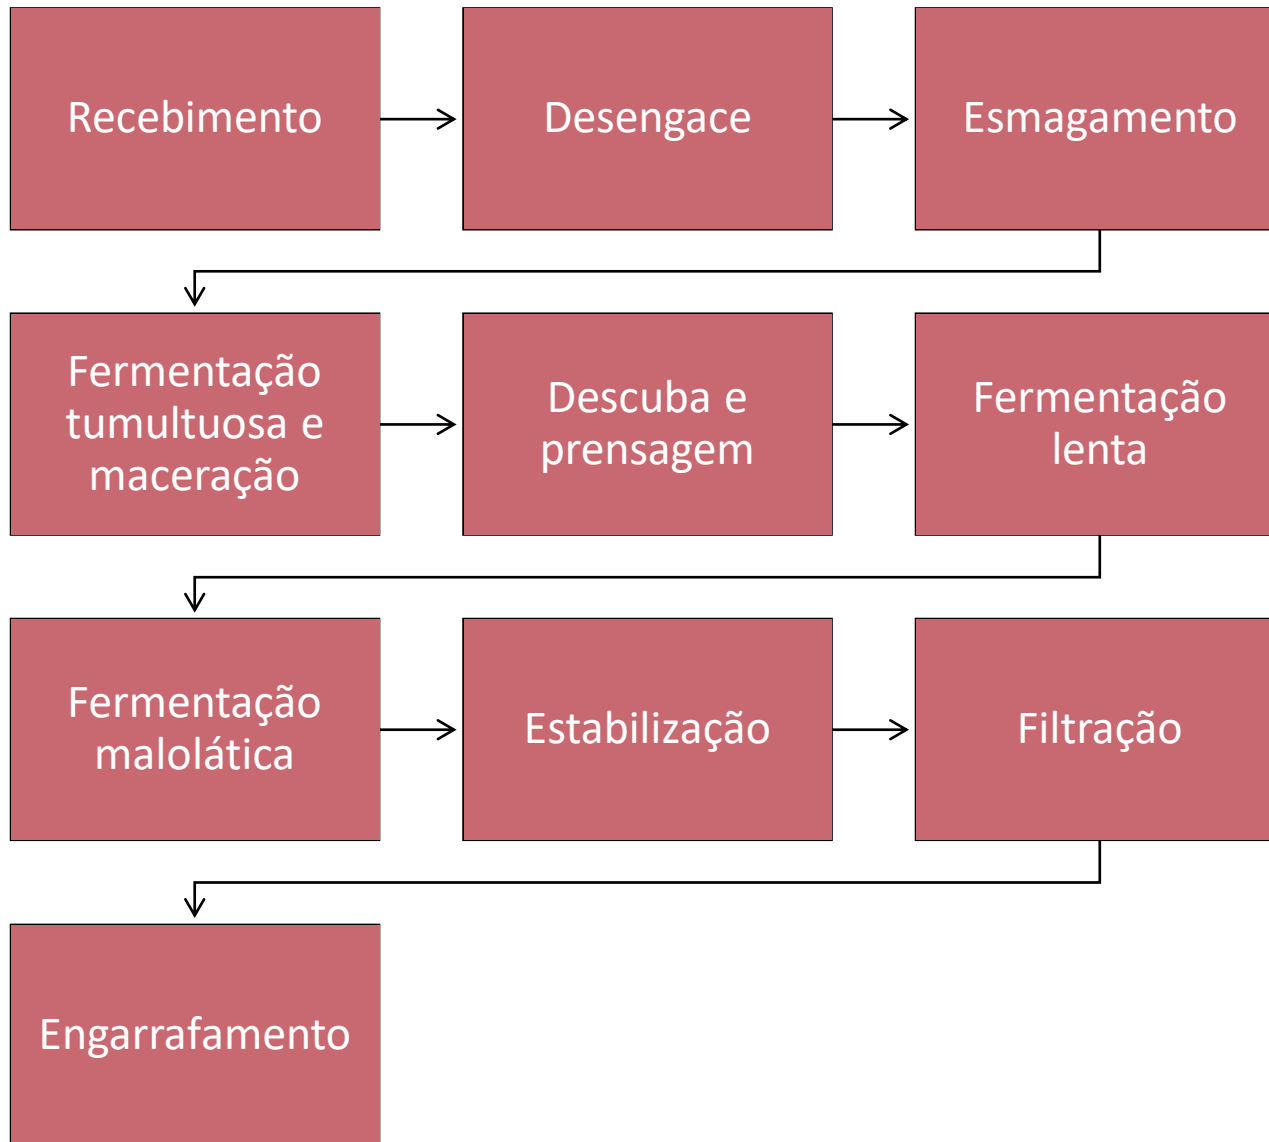 Recebimento
Desengace
Esmagamento
Fermentação
tumultuosa e
maceração
Descuba e
prensagem
Fermentação
lenta
Fermentação
malolática
Estabilização
Filtração
Engarrafamento